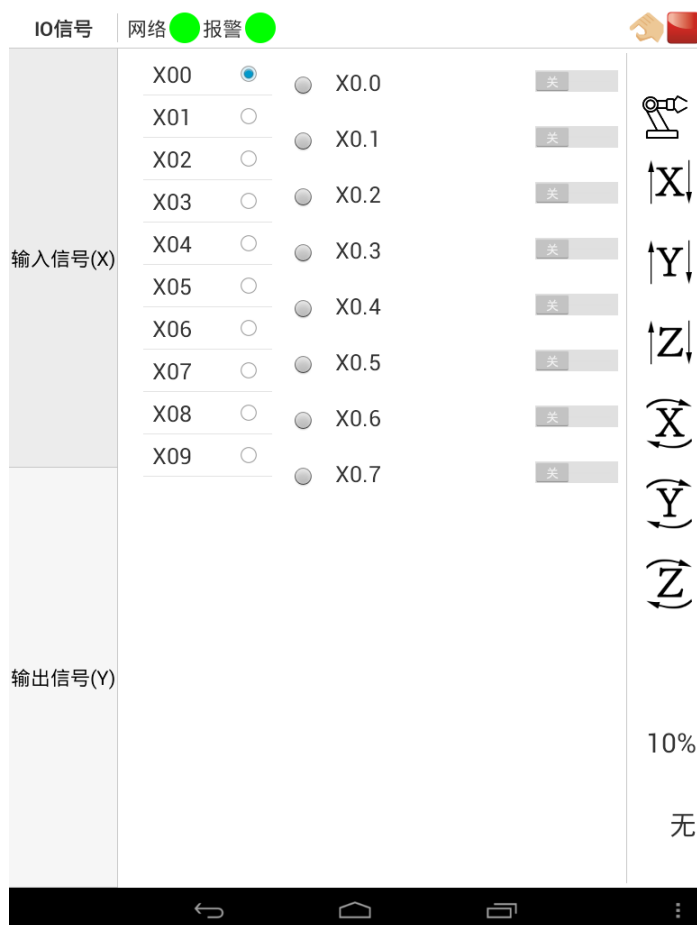 IO信号 网络 报警
输入信号(X)
输出信号(Y)
X00
X01
X02
X03
X04
X05
X06
X07
X08
X09
X0.0 关
X0.1 关
X0.2 关
X0.3 关
X0.4 关
X0.5 关
X0.6 关
X0.7 关
X
Y
Z
X
Y
Z
10%
无